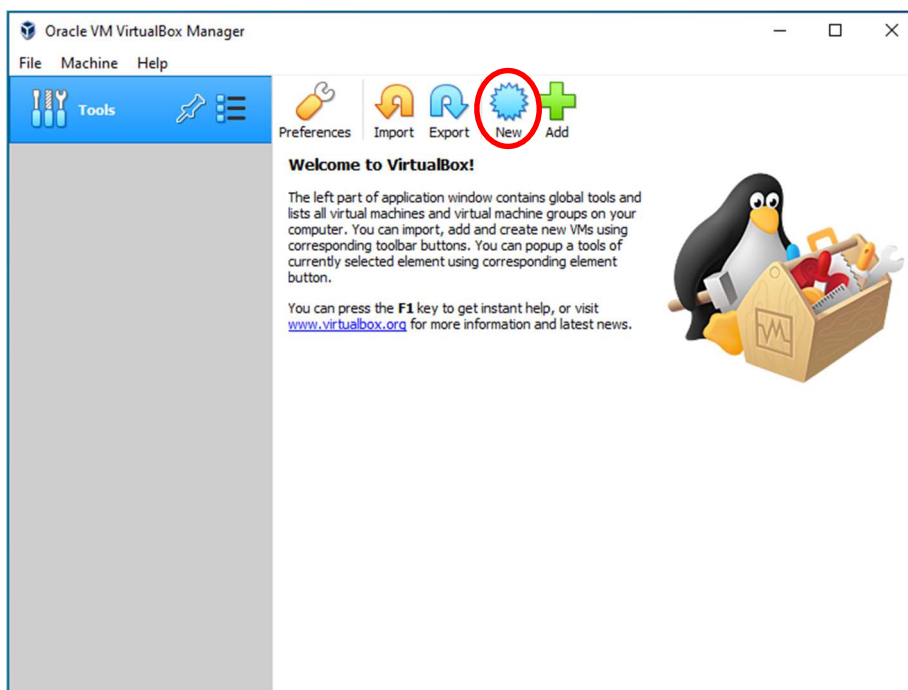 Oracle VM VirtualBox Manager
File Machine Help
Tools
Preferences Import Export New Add
Welcome to VirtualBox!
The left part of application window contains global tools and
lists all virtual machines and virtual machine groups on your
computer. You can import, add and create new VMs using
corresponding toolbar buttons. You can popup a tools of
currently selected element using corresponding element
button.
You can press the F1 key to get instant help, or visit
www.virtualbox.org for more information and latest news.